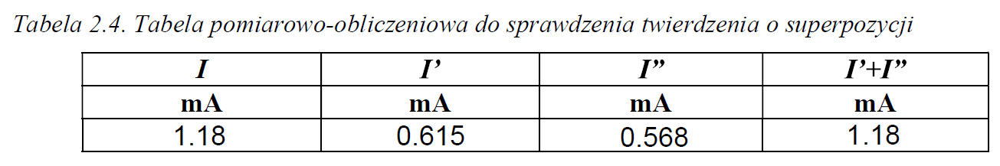 Tabela 2.4. Tabela pomiarowo-obliczeniowa do sprawdzenia twierdzenia o superpozycji
I I’ I” I’+I”
mA mA mA mA
1.18 0.615 0.568 1.18